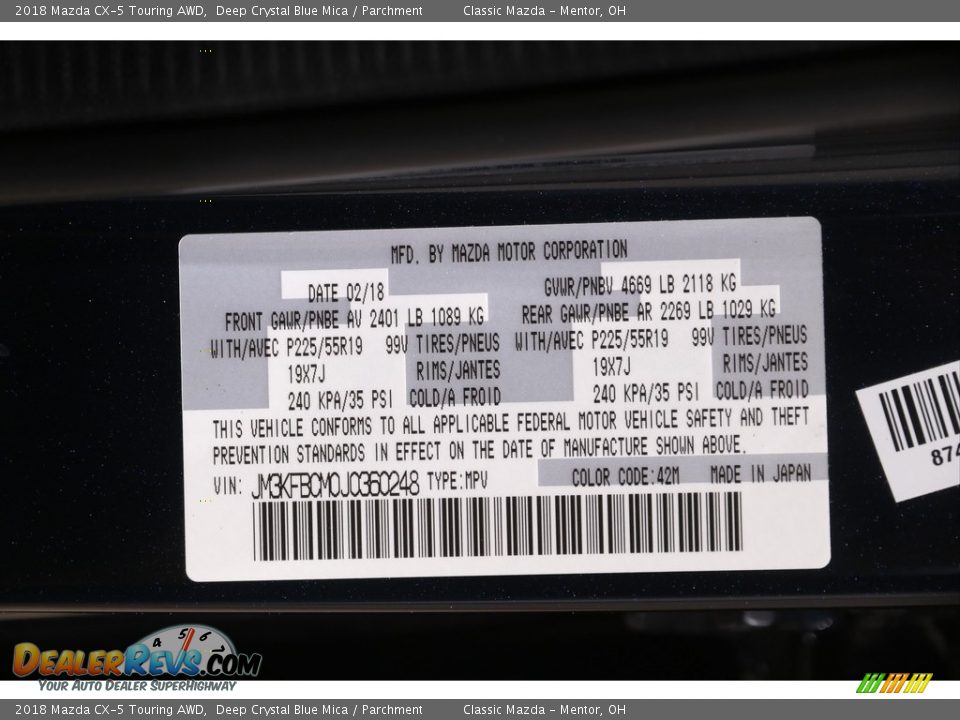 2018 Mazda CX-5 Touring AWD, Deep Crystal Blue Mica / Parchment Classic Mazda - Mentor, OH
MFD. BY MAZDA MOTOR CORPORATION
DATE 02/18 GVWR/PNBV 4669 LB 2118 KG
FRONT GAWR/PNBE AV 2401 LB 1089 KG REAR GAWR/PNBE AR 2269 LB 1029 KG
WITH/AVEC P225/55R19 99V TIRES/PNEUS WITH/AVEC P225/55R19 99V TIRES/PNEUS
19X7J RIMS/JANTES 19X7J RIMS/JANTES
240 KPA/35 PSI COLD/A FROID 240 KPA/35 PSI COLD/A FROID
THIS VEHICLE CONFORMS TO ALL APPLICABLE FEDERAL MOTOR VEHICLE SAFETY AND THEFT
PREVENTION STANDARDS IN EFFECT ON THE DATE OF MANUFACTURE SHOWN ABOVE.
VIN: JM3KFBCM0J0360248 TYPE:MPV COLOR CODE:42M MADE IN JAPAN
874
4 5 6
DEALERREVS.COM
YOUR AUTO DEALER SUPERHIGHWAY
2018 Mazda CX-5 Touring AWD, Deep Crystal Blue Mica / Parchment Classic Mazda - Mentor, OH